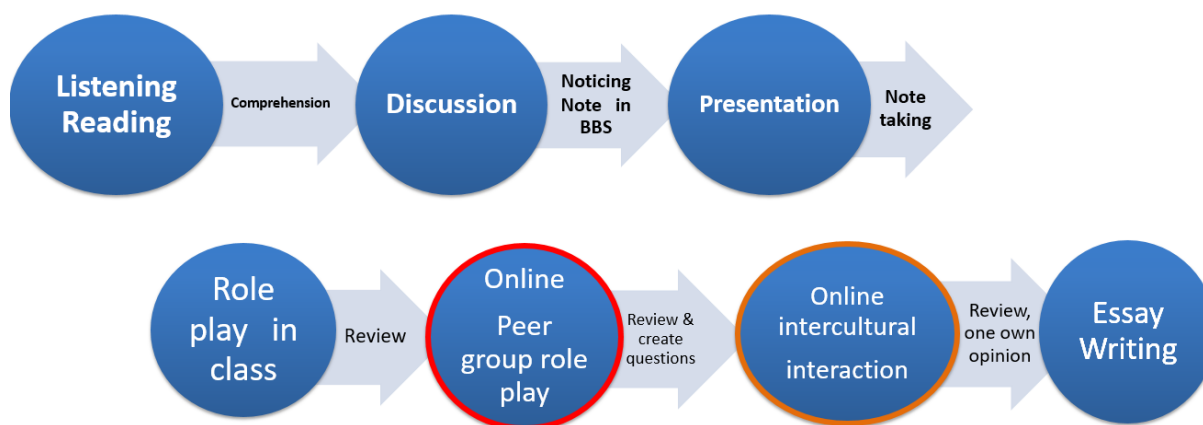 Listening
Reading
Comprehension
Discussion
Noticing
Note in
BBS
Presentation
Note
taking
Role
play in
class
Review
Online
Peer
group role
play
Review &
create
questions
Online
intercultural
interaction
Review,
one own
opinion
Essay
Writing